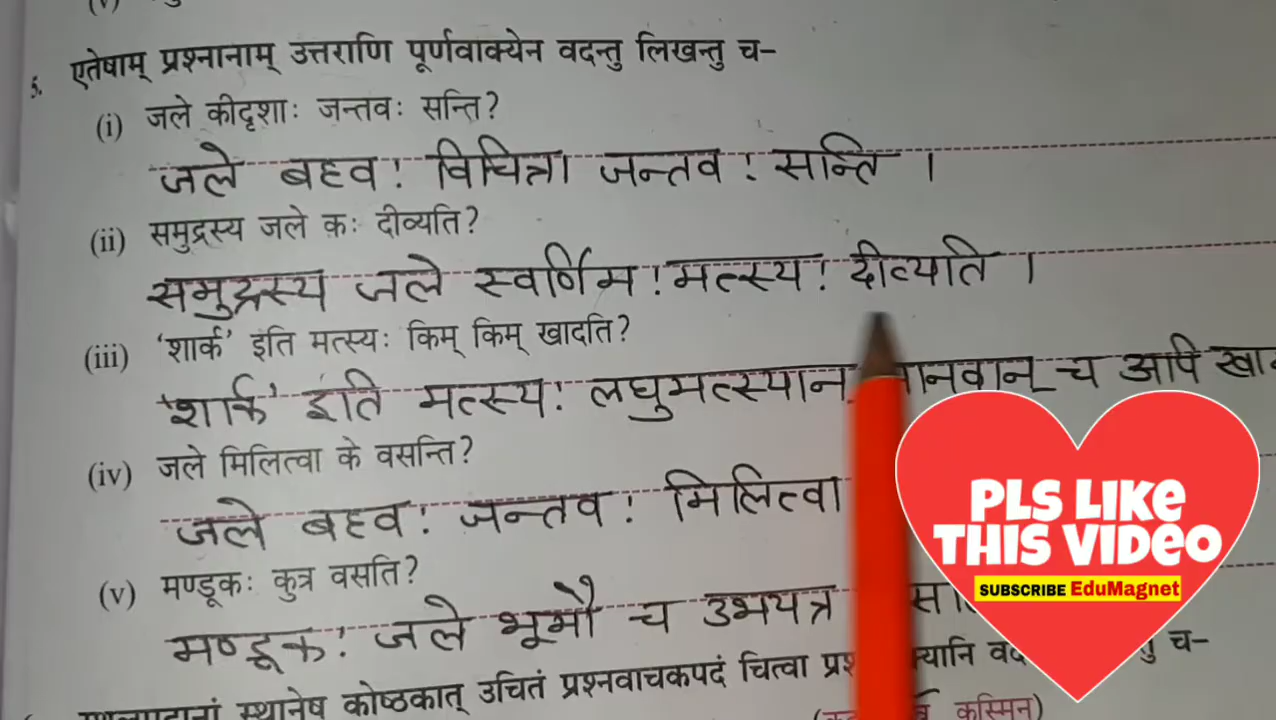 5. एतेषाम् प्रश्नानाम् उत्तराणि पूर्णवाक्येन वदन्तु लिखन्तु च–
(i) जले कीदृशाः जन्तवः सन्ति?
जले बहव: विचित्रा जन्तव: सन्ति ।
(ii) समुद्रस्य जले कः दीव्यति?
समुद्रस्य जले स्वर्णिम: मत्स्य: दीव्यति ।
(iii) ‘शार्क’ इति मत्स्यः किम् किम् खादति?
‘शार्क’ इति मत्स्य: लघुमत्स्यान् च अपि
(iv) जले मिलित्वा के वसन्ति?
जले बहव: जन्तव: मिलित्वा
(v) मण्डूकः कुत्र वसति?
मण्डूक: जले भूमौ च उभयत्र
स्थानेषु कोष्ठकात् उचितं प्रश्नवाचकपदं चित्वा च–
कस्मिन्)
PLS LIKE
THIS VIDEO
SUBSCRIBE EduMagnet